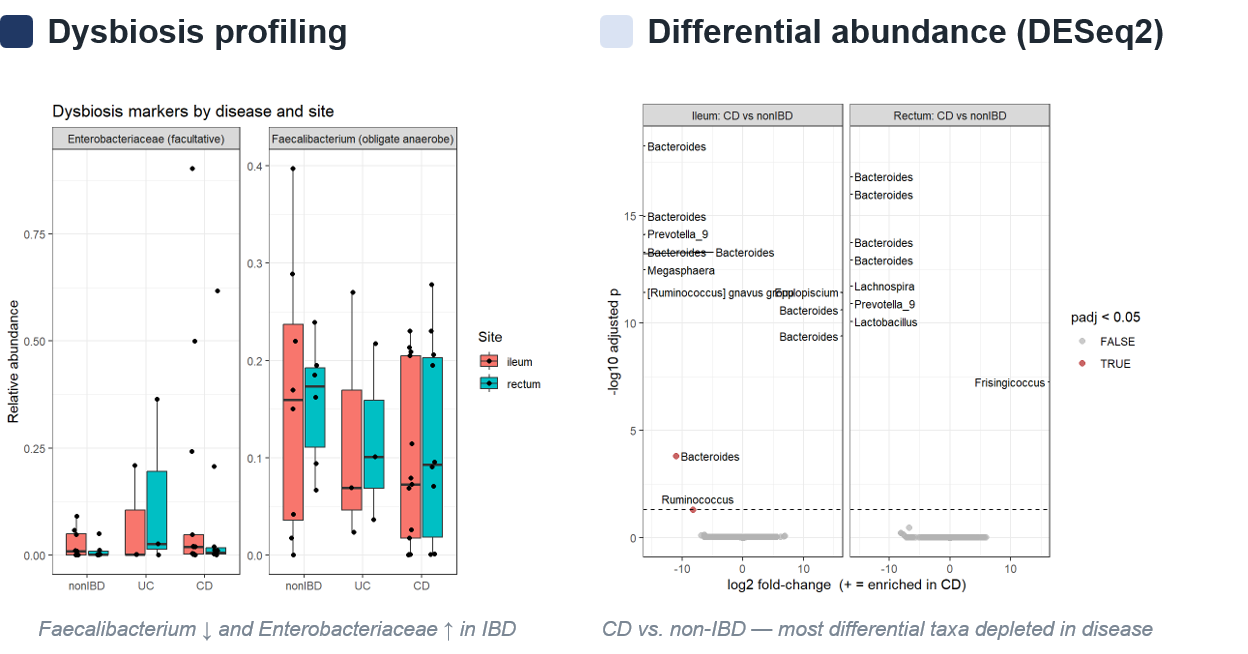 Dysbiosis profiling
Differential abundance (DESeq2)
Dysbiosis markers by disease and site
Enterobacteriaceae (facultative)
Faecalibacterium (obligate anaerobe)
Relative abundance
0.75
0.50
0.25
0.00
0.4
0.3
0.2
0.1
0.0
nonIBD
UC
CD
nonIBD
UC
CD
Site
ileum
rectum
Faecalibacterium ↓ and Enterobacteriaceae ↑ in IBD
Ileum: CD vs nonIBD
Rectum: CD vs nonIBD
-log10 adjusted p
15
10
5
0
Bacteroides
Bacteroides
Prevotella_9
Bacteroides
Bacteroides
Megasphaera
[Ruminococcus] gnavus group
Epulopiscium
Bacteroides
Bacteroides
Bacteroides
Ruminococcus
Bacteroides
Bacteroides
Bacteroides
Bacteroides
Lachnospira
Prevotella_9
Lactobacillus
Frisingicoccus
-10
0
10
-10
0
10
log2 fold-change (+ = enriched in CD)
padj < 0.05
FALSE
TRUE
CD vs. non-IBD — most differential taxa depleted in disease